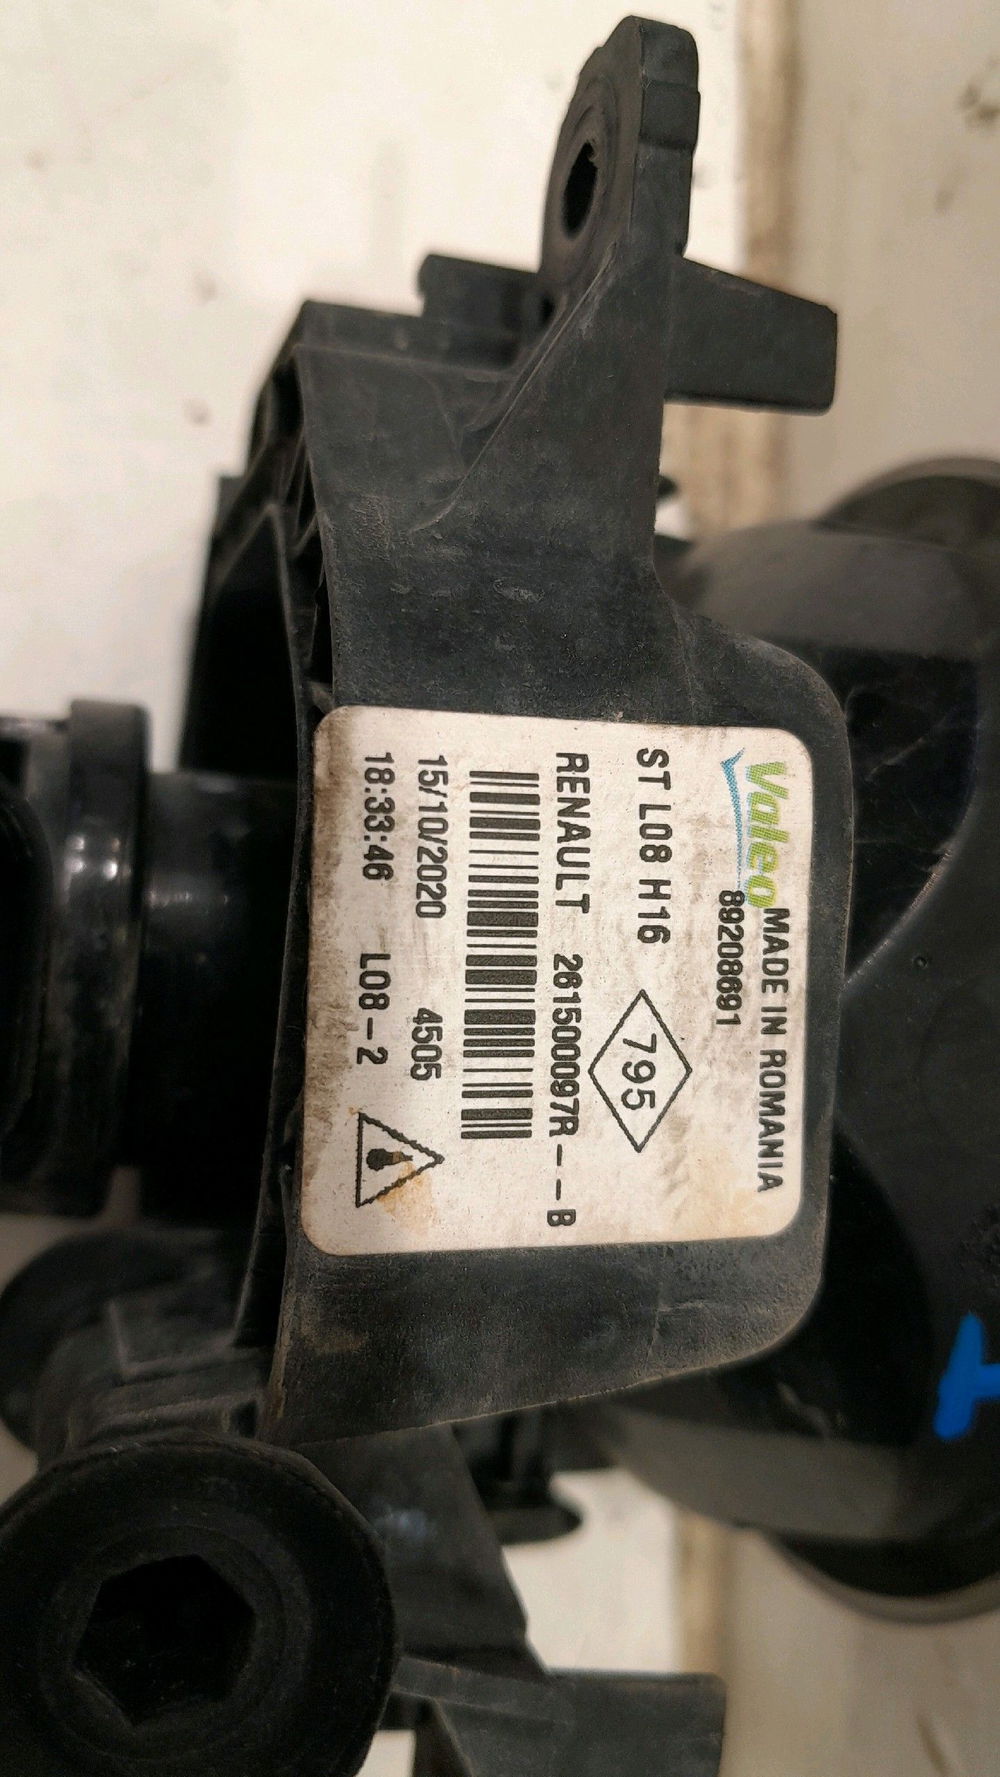 Valeo
MADE IN ROMANIA
89208691
ST L08 H16
795
RENAULT 261500097R--B
15/10/2020 4505
18:33:46 L08-2